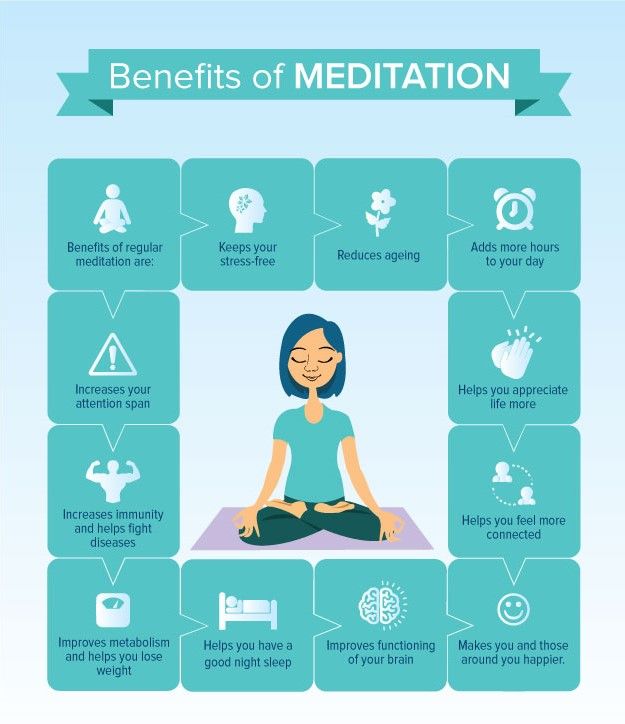 Benefits of MEDITATION
Benefits of regular
meditation are:
Keeps your
stress-free
Reduces ageing
Adds more hours
to your day
Increases your
attention span
Helps you appreciate
life more
Increases immunity
and helps fight
diseases
Helps you feel more
connected
Improves metabolism
and helps you lose
weight
Helps you have a
good night sleep
Improves functioning
of your brain
Makes you and those
around you happier.